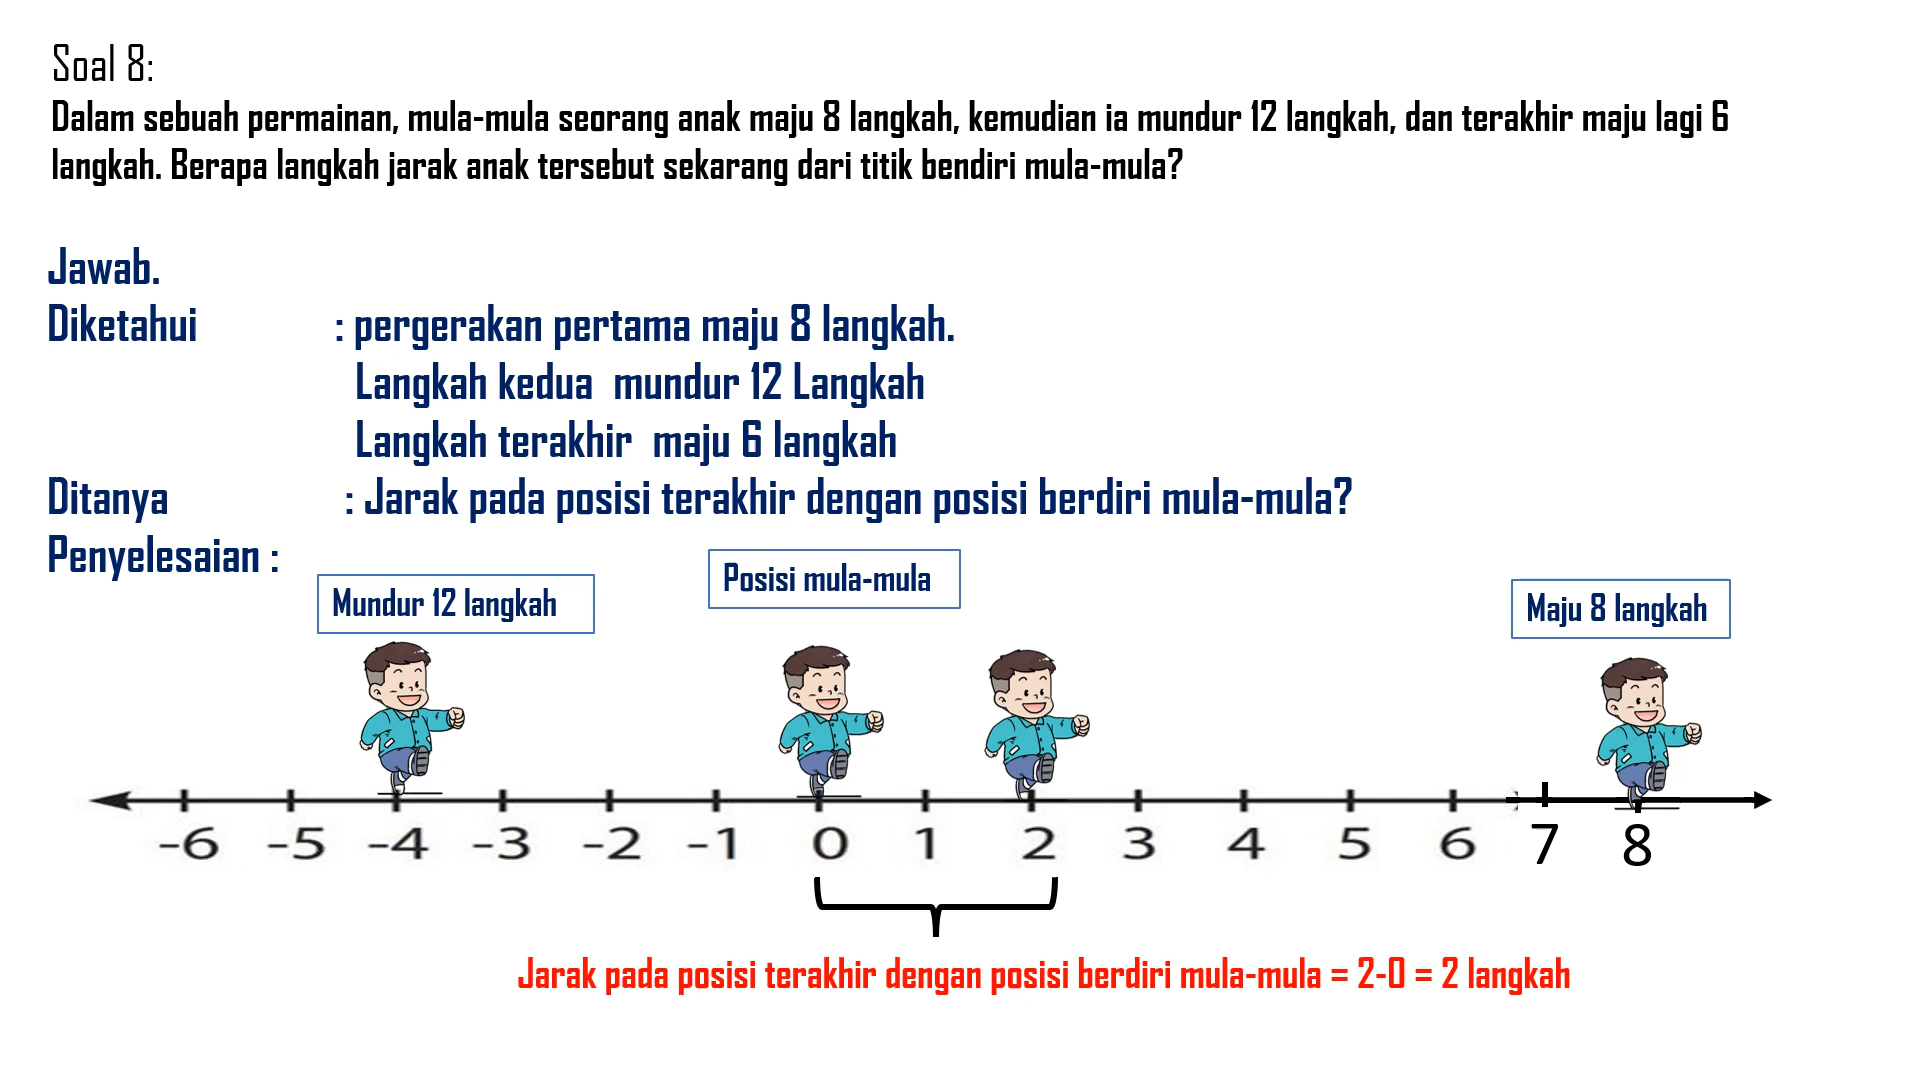 Soal 8:
Dalam sebuah permainan, mula-mula seorang anak maju 8 langkah, kemudian ia mundur 12 langkah, dan terakhir maju lagi 6
langkah. Berapa langkah jarak anak tersebut sekarang dari titik bendiri mula-mula?
Jawab.
Diketahui : pergerakan pertama maju 8 langkah.
Langkah kedua mundur 12 Langkah
Langkah terakhir maju 6 langkah
Ditanya : Jarak pada posisi terakhir dengan posisi berdiri mula-mula?
Penyelesaian :
Mundur 12 langkah
Posisi mula-mula
Maju 8 langkah
-6 -5 -4 -3 -2 -1 0 1 2 3 4 5 6 7 8
Jarak pada posisi terakhir dengan posisi berdiri mula-mula = 2-0 = 2 langkah